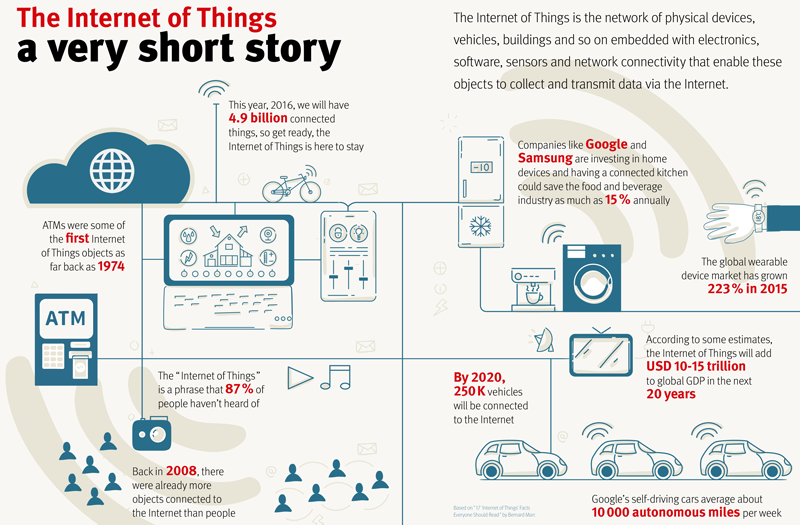 The Internet of Things
a very short story
The Internet of Things is the network of physical devices,
vehicles, buildings and so on embedded with electronics,
software, sensors and network connectivity that enable these
objects to collect and transmit data via the Internet.
This year, 2016, we will have
4.9 billion connected
things, so get ready, the
Internet of Things is here to stay
Companies like Google and
Samsung are investing in home
devices and having a connected kitchen
could save the food and beverage
industry as much as 15 % annually
-10
ATMs were some of
the first Internet
of Things objects as
far back as 1974
The global wearable
device market has grown
223 % in 2015
ATM
The “Internet of Things”
is a phrase that 87 % of
people haven’t heard of
By 2020,
250 K vehicles
will be connected
to the Internet
According to some estimates,
the Internet of Things will add
USD 10-15 trillion
to global GDP in the next
20 years
Back in 2008, there
were already more
objects connected to
the Internet than people
Based on “17 ‘Internet of Things’ Facts
Everyone Should Read” by Bernard Marr
Google’s self-driving cars average about
10 000 autonomous miles per week